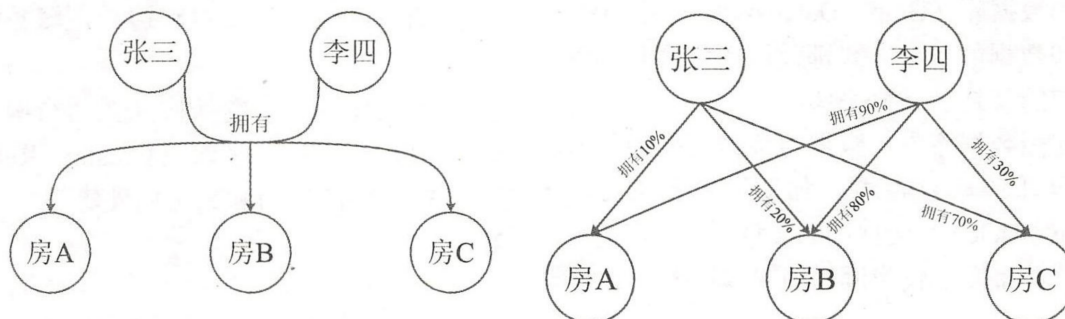 张三
李四
拥有
房A
房B
房C
张三
李四
拥有10%
拥有90%
拥有20%
拥有80%
拥有30%
拥有70%
房A
房B
房C